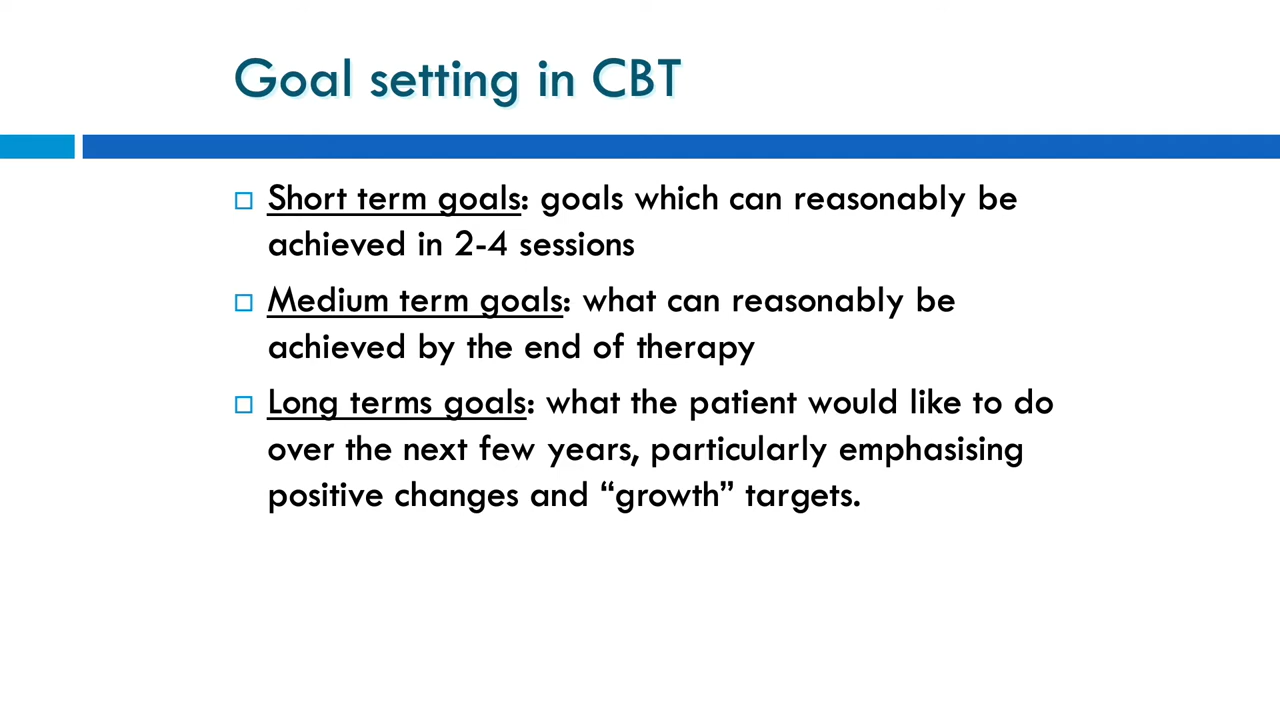 Goal setting in CBT
Short term goals: goals which can reasonably be
achieved in 2-4 sessions
Medium term goals: what can reasonably be
achieved by the end of therapy
Long terms goals: what the patient would like to do
over the next few years, particularly emphasising
positive changes and “growth” targets.